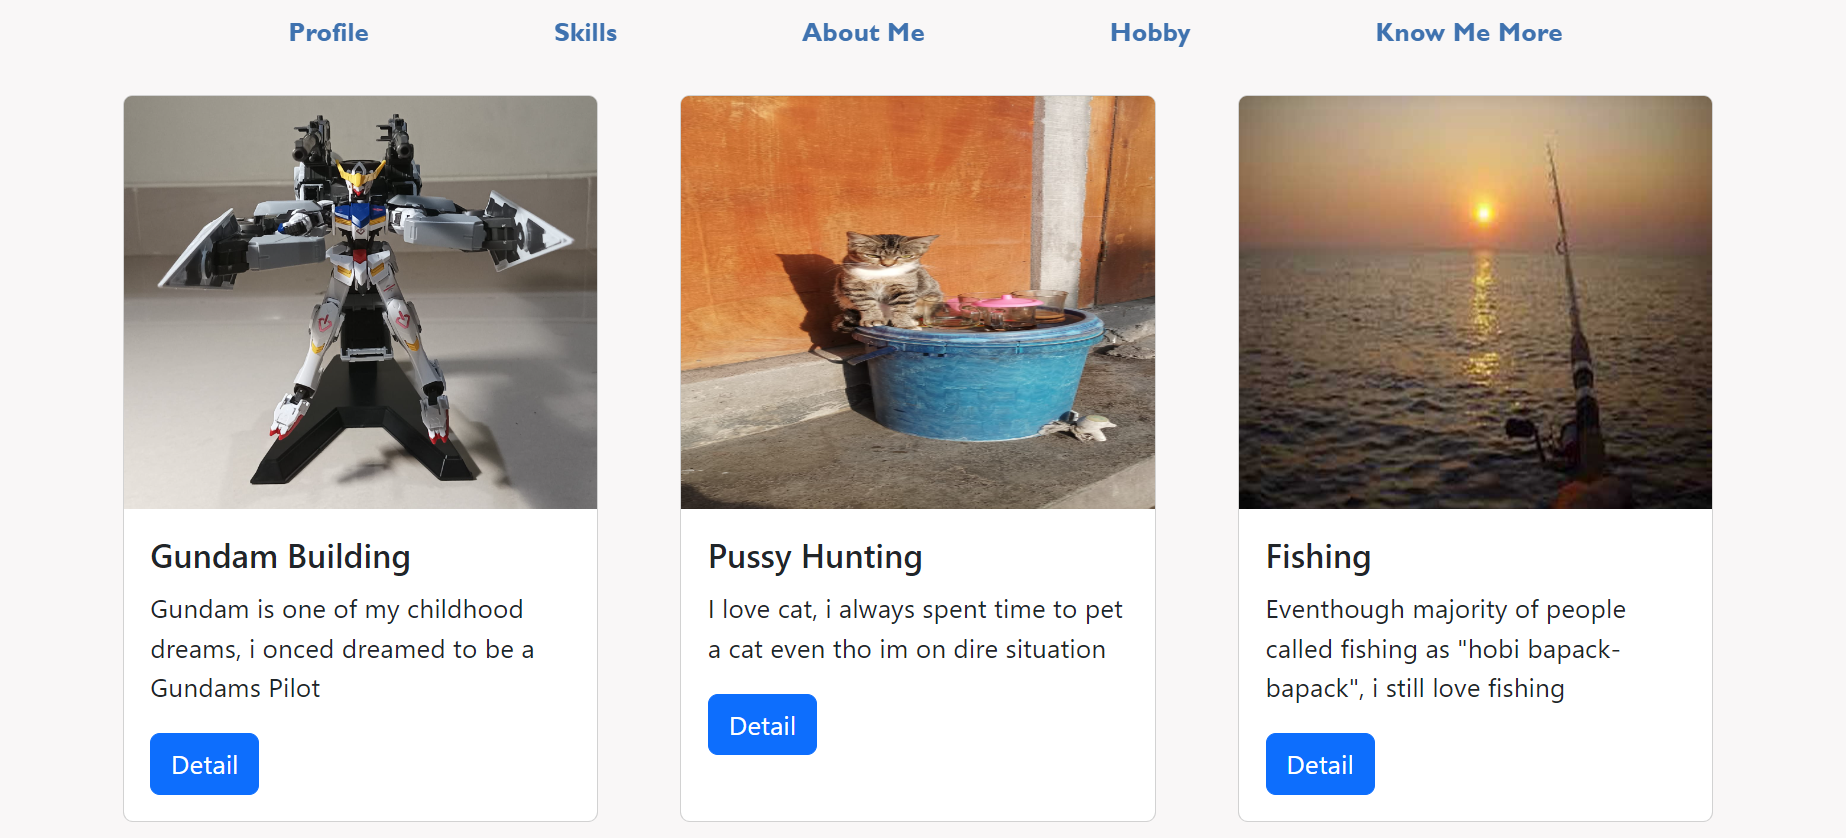 Profile
Skills
About Me
Hobby
Know Me More
Gundam Building
Gundam is one of my childhood
dreams, i onced dreamed to be a
Gundams Pilot
Detail
Pussy Hunting
I love cat, i always spent time to pet
a cat even tho im on dire situation
Detail
Fishing
Eventhough majority of people
called fishing as "hobi bapack-
bapack", i still love fishing
Detail